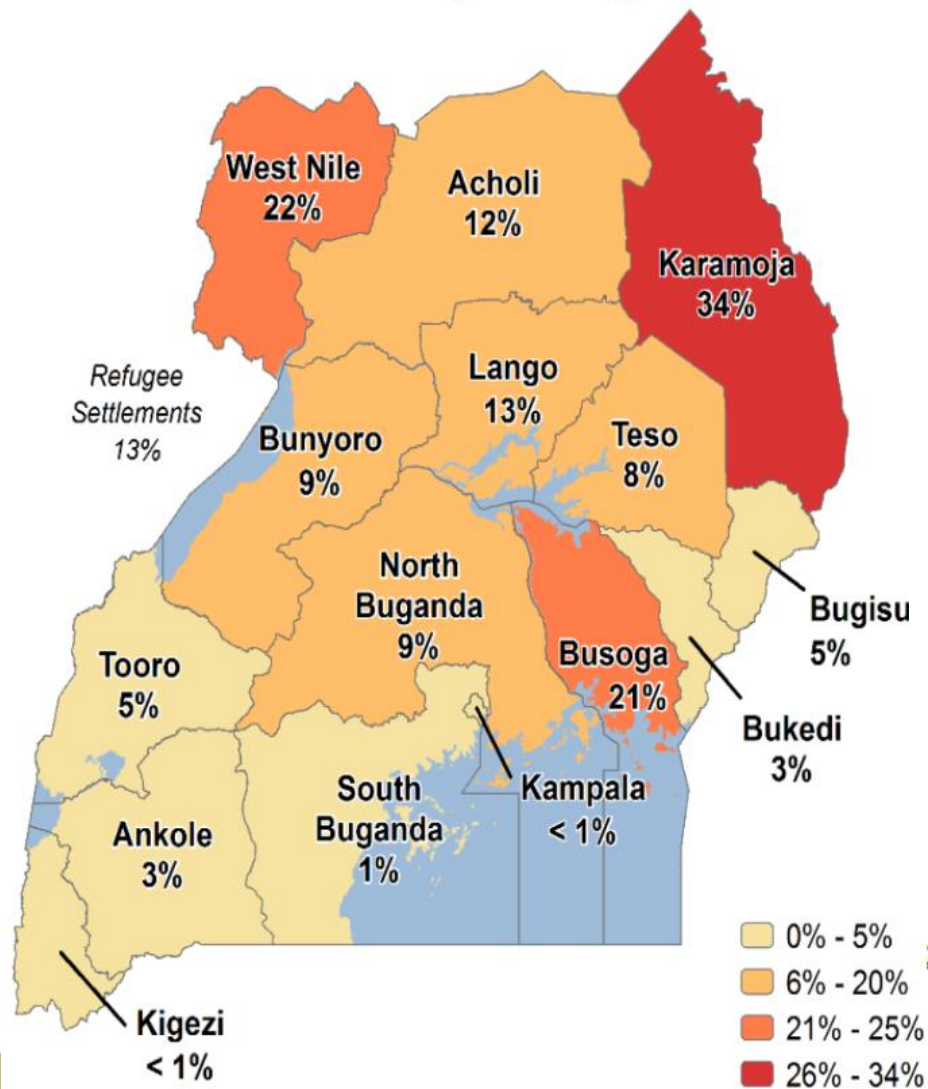 West Nile
22%
Acholi
12%
Karamoja
34%
Refugee
Settlements
13%
Lango
13%
Bunyoro
9%
Teso
8%
North
Buganda
9%
Busoga
21%
Bugisu
5%
Tooro
5%
Bukedi
3%
South
Buganda
1%
Kampala
< 1%
Ankole
3%
Kigezi
< 1%
0% - 5%
6% - 20%
21% - 25%
26% - 34%